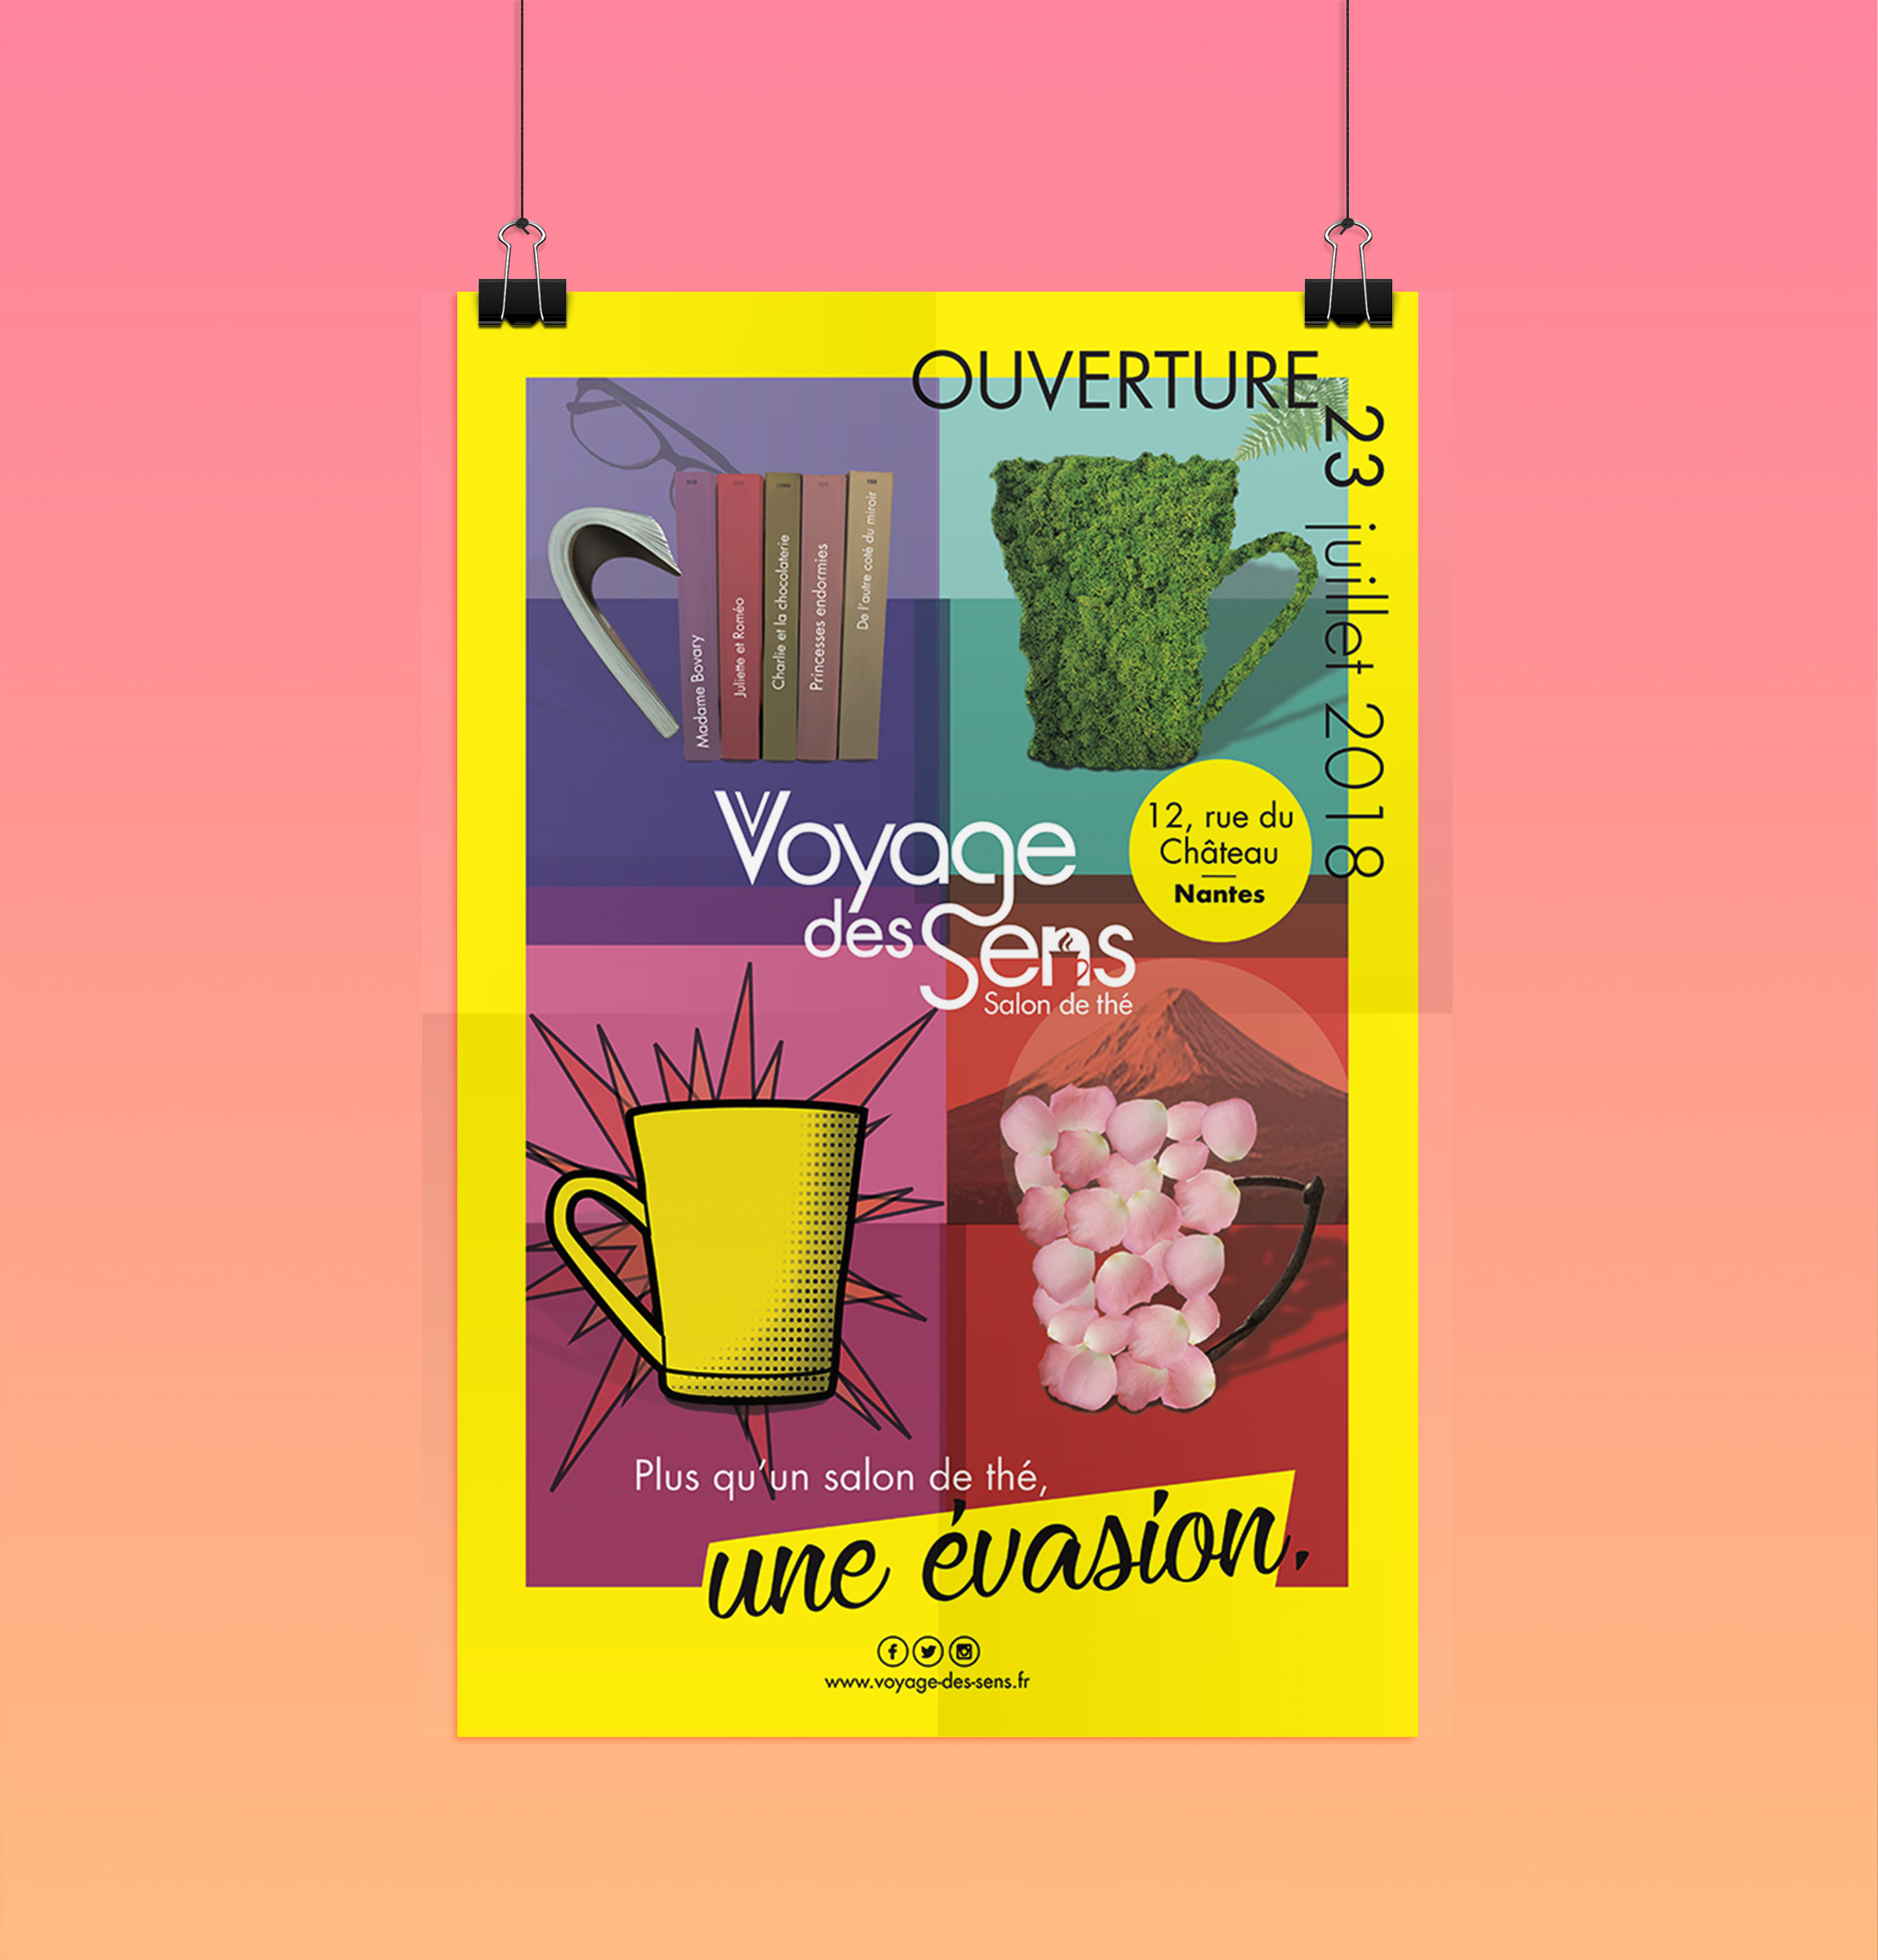 OUVERTURE
23 juillet 2018
Madame Bovary
Juliette et Roméo
Charlie et la chocolaterie
Princesses endormies
De l'autre coté du miroir
Voyage
des Sens
Salon de thé
12, rue du
Château
Nantes
Plus qu'un salon de thé,
une évasion.
www.voyage-des-sens.fr